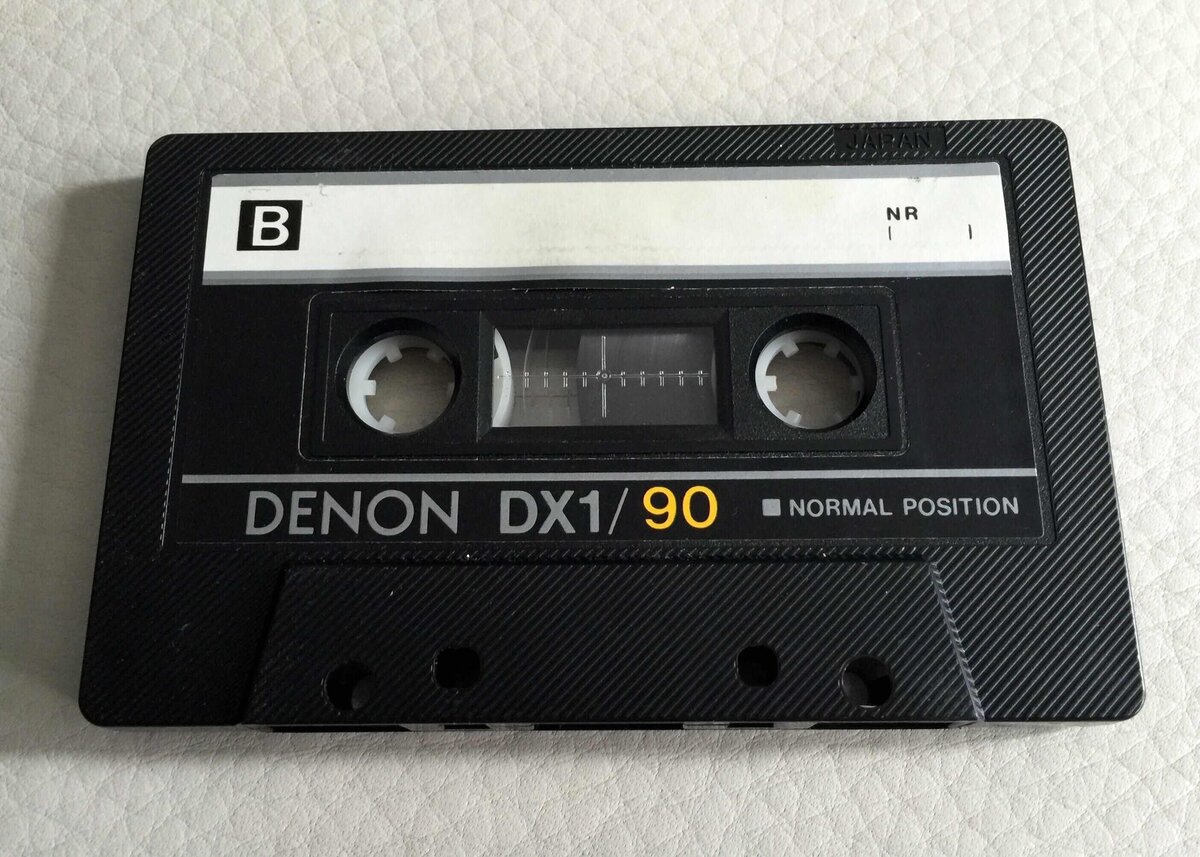 JAPAN
B
NR
DENON DX1/90 NORMAL POSITION